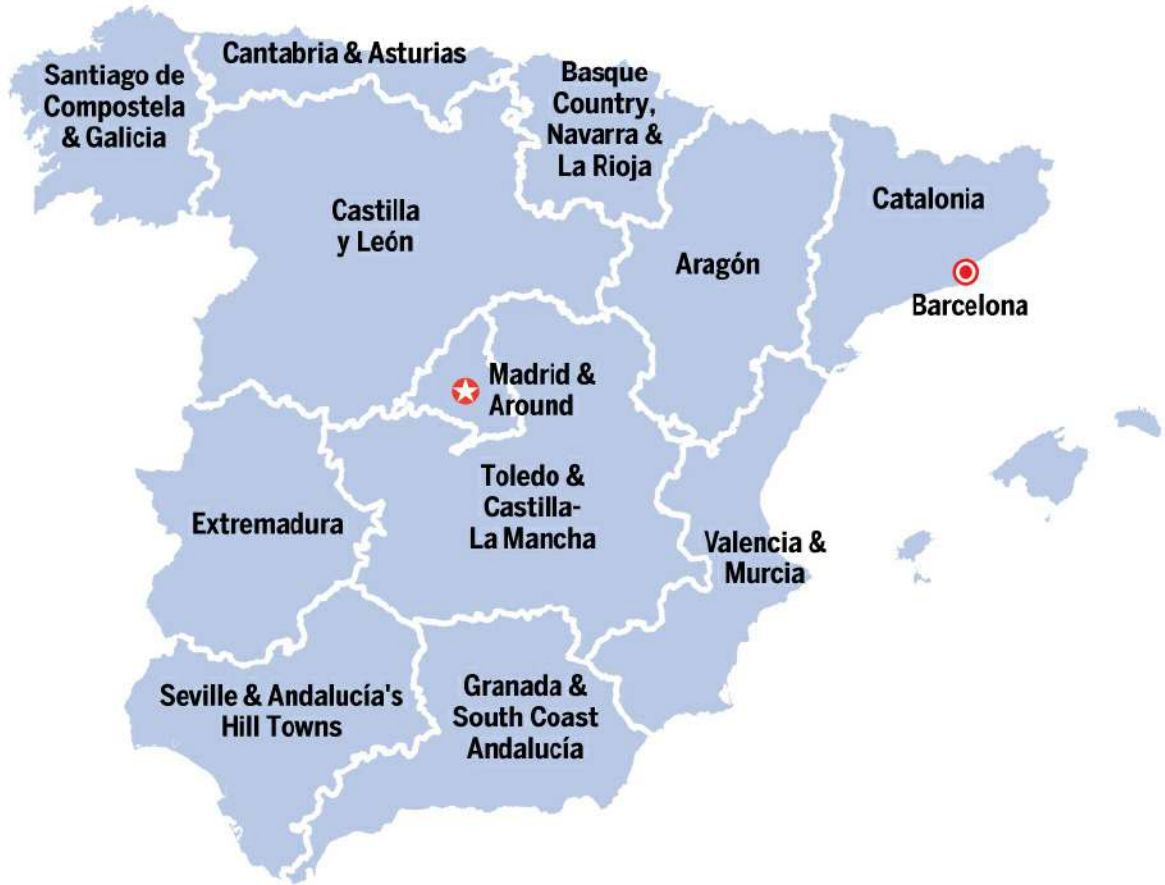 Cantabria & Asturias
Santiago de
Compostela
& Galicia
Basque
Country,
Navarra &
La Rioja
Castilla
y León
Aragón
Catalonia
Barcelona
Madrid &
Around
Toledo &
Castilla-
La Mancha
Extremadura
Valencia &
Murcia
Seville & Andalucía's
Hill Towns
Granada &
South Coast
Andalucía